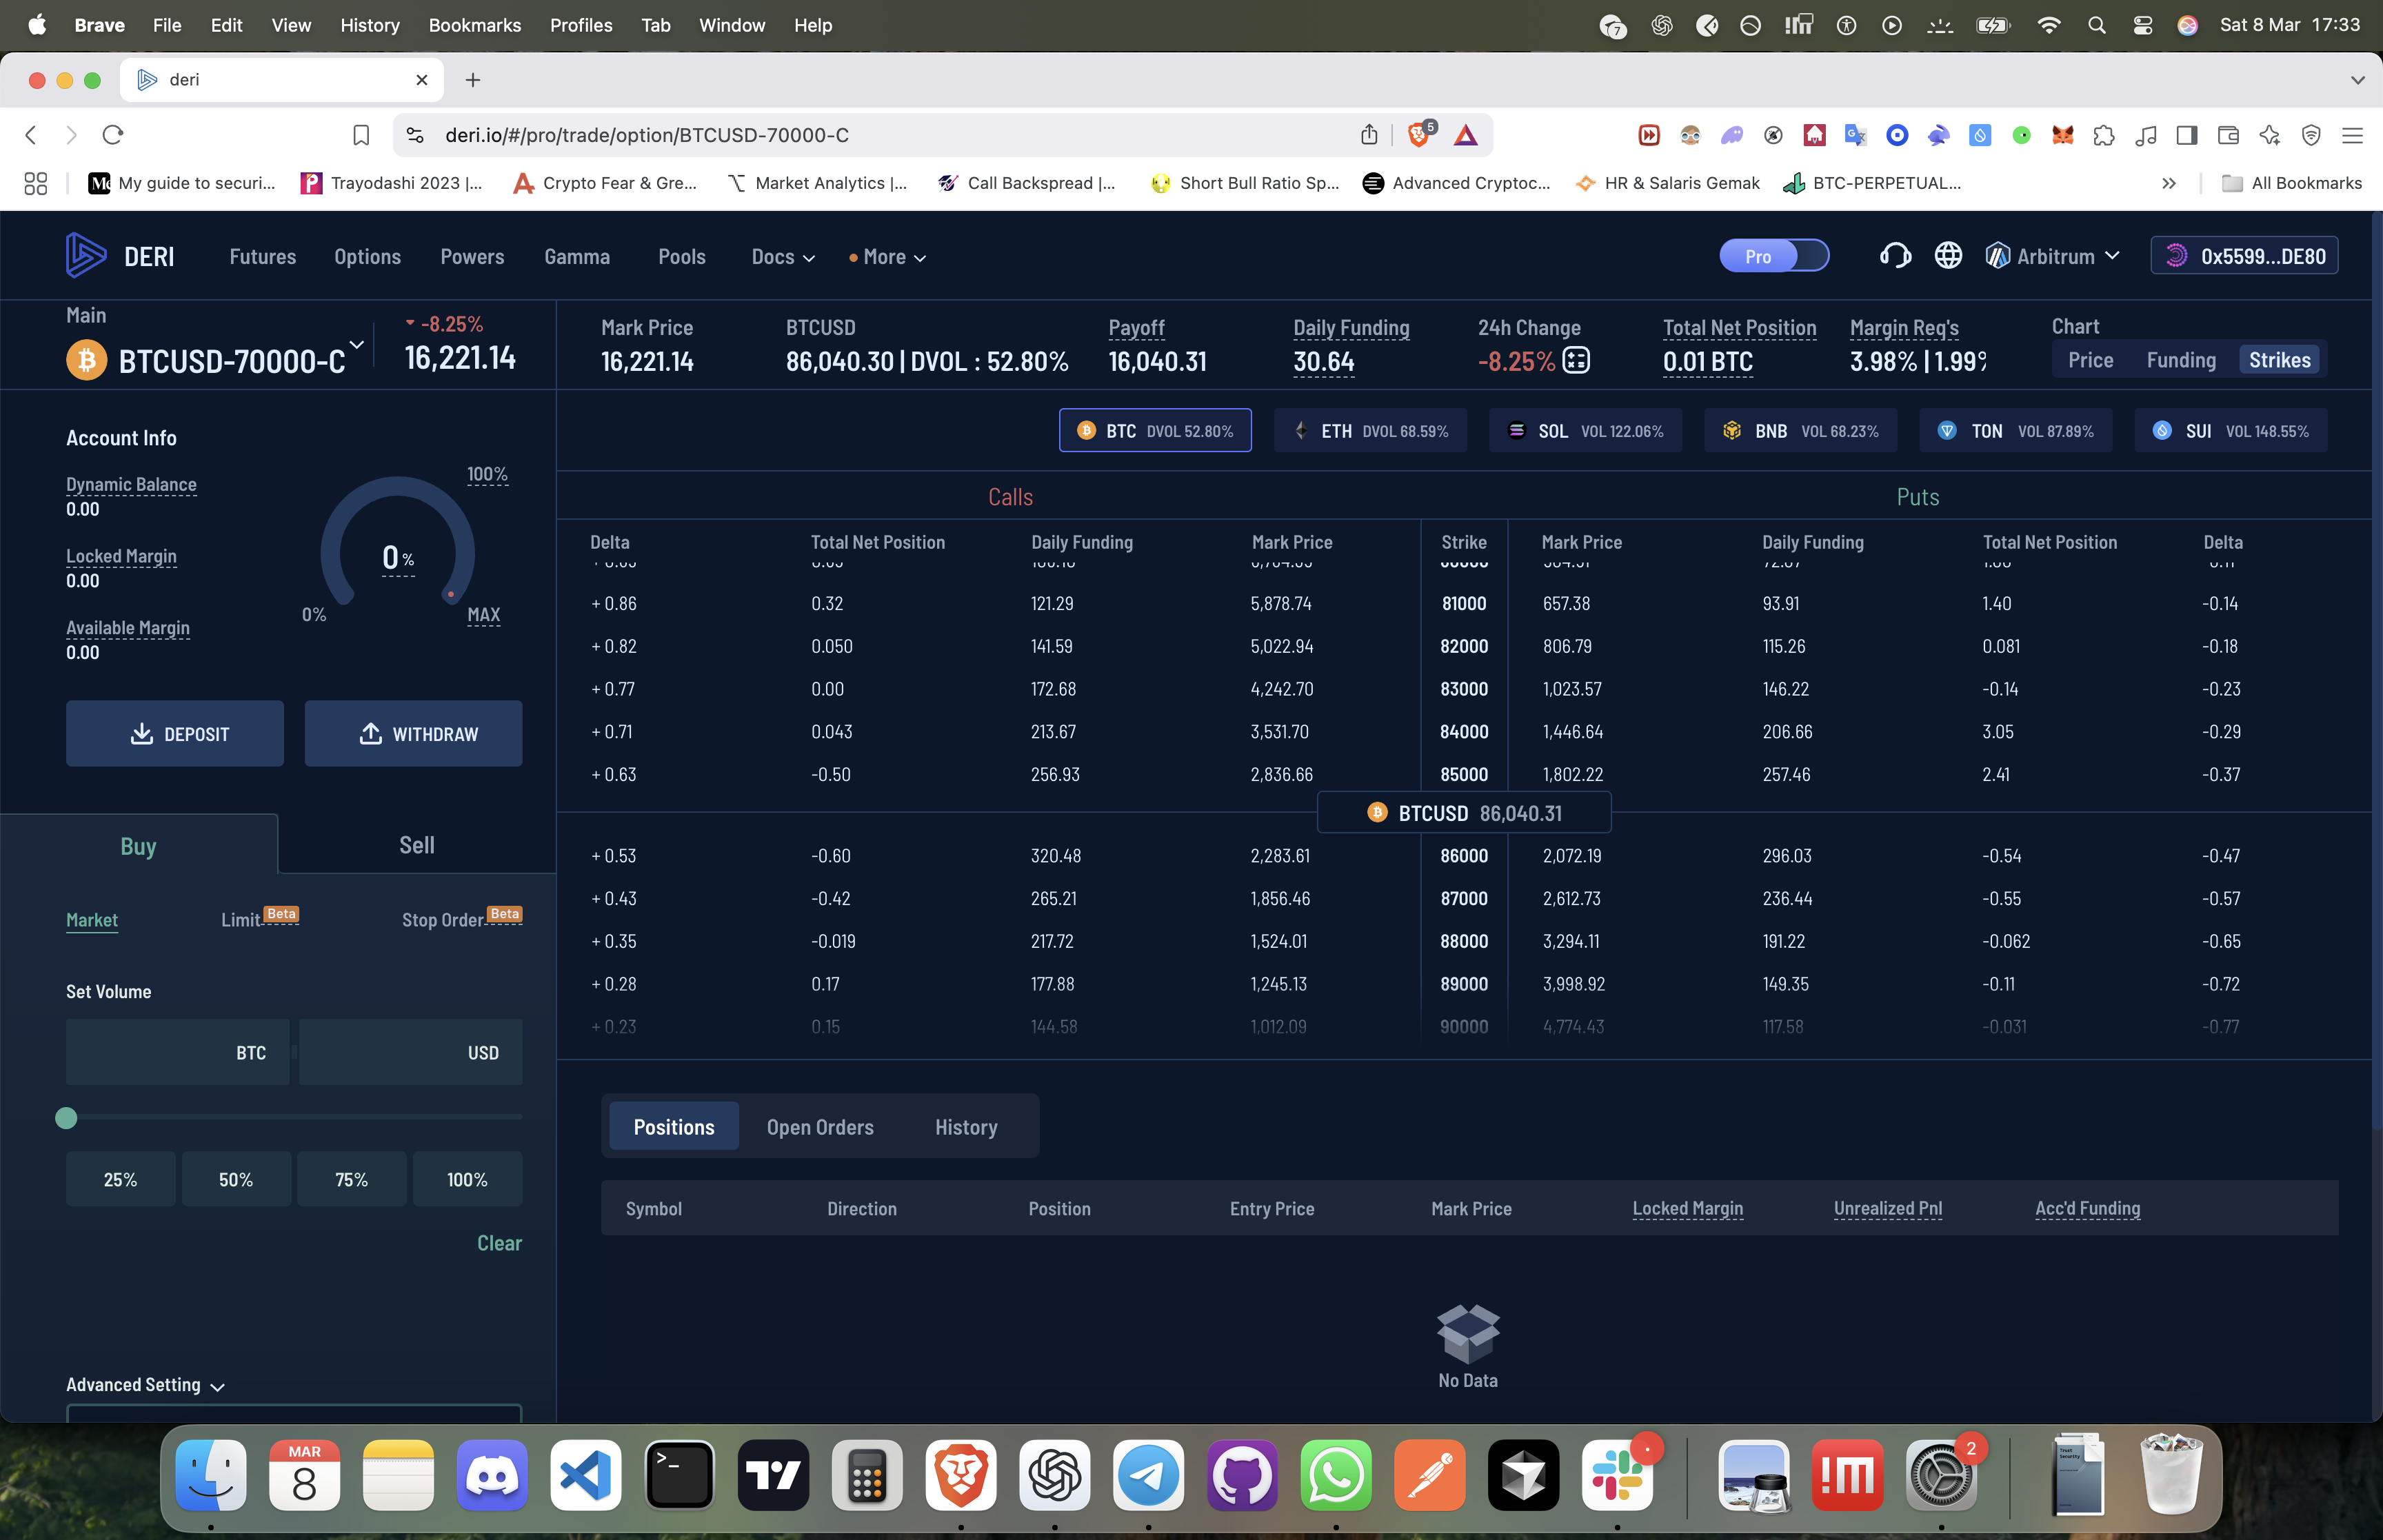 Brave File Edit View History Bookmarks Profiles Tab Window Help 7 Sat 8 Mar 17:33
deri
deri.io/#/pro/trade/option/BTCUSD-70000-C 5
My guide to securi... Trayodashi 2023 |... Crypto Fear & Gre... Market Analytics |... Call Backspread |... Short Bull Ratio Sp... Advanced Cryptoc... HR & Salaris Gemak BTC-PERPETUAL... All Bookmarks
DERI Futures Options Powers Gamma Pools Docs More Pro Arbitrum 0x5599...DE80
Main
BTCUSD-70000-C
-8.25%
16,221.14
Mark Price BTCUSD Payoff Daily Funding 24h Change Total Net Position Margin Req's Chart
16,221.14 86,040.30 | DVOL : 52.80% 16,040.31 30.64 -8.25% 0.01 BTC 3.98% | 1.99% Price Funding Strikes
BTC DVOL 52.80% ETH DVOL 68.59% SOL VOL 122.06% BNB VOL 68.23% TON VOL 87.89% SUI VOL 148.55%
Account Info
Dynamic Balance
0.00
Locked Margin
0.00
Available Margin
0.00
100%
0 %
0% MAX
DEPOSIT WITHDRAW
Buy Sell
Market Limit Beta Stop Order Beta
Set Volume
BTC USD
25% 50% 75% 100%
Clear
Advanced Setting
Calls Puts
Delta Total Net Position Daily Funding Mark Price Strike Mark Price Daily Funding Total Net Position Delta
+ 0.86 0.32 121.29 5,878.74 81000 657.38 93.91 1.40 -0.14
+ 0.82 0.050 141.59 5,022.94 82000 806.79 115.26 0.081 -0.18
+ 0.77 0.00 172.68 4,242.70 83000 1,023.57 146.22 -0.14 -0.23
+ 0.71 0.043 213.67 3,531.70 84000 1,446.64 206.66 3.05 -0.29
+ 0.63 -0.50 256.93 2,836.66 85000 1,802.22 257.46 2.41 -0.37
BTCUSD 86,040.31
+ 0.53 -0.60 320.48 2,283.61 86000 2,072.19 296.03 -0.54 -0.47
+ 0.43 -0.42 265.21 1,856.46 87000 2,612.73 236.44 -0.55 -0.57
+ 0.35 -0.019 217.72 1,524.01 88000 3,294.11 191.22 -0.062 -0.65
+ 0.28 0.17 177.88 1,245.13 89000 3,998.92 149.35 -0.11 -0.72
+ 0.23 0.15 144.58 1,012.09 90000 4,774.43 117.58 -0.031 -0.77
Positions Open Orders History
Symbol Direction Position Entry Price Mark Price Locked Margin Unrealized Pnl Acc'd Funding
No Data
MAR
8
2